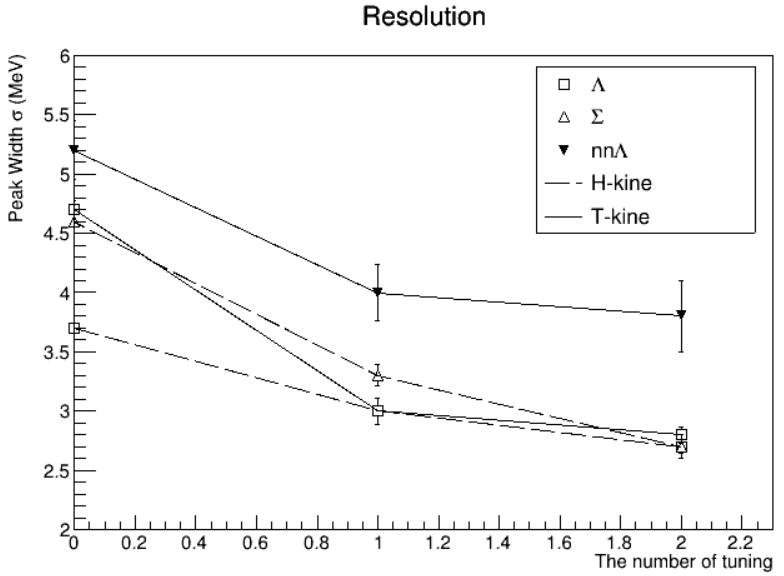 Resolution
Peak Width σ (MeV)
6
5.5
5
4.5
4
3.5
3
2.5
2
Λ
Σ
nnΛ
H-kine
T-kine
0 0.2 0.4 0.6 0.8 1 1.2 1.4 1.6 1.8 2 2.2
The number of tuning